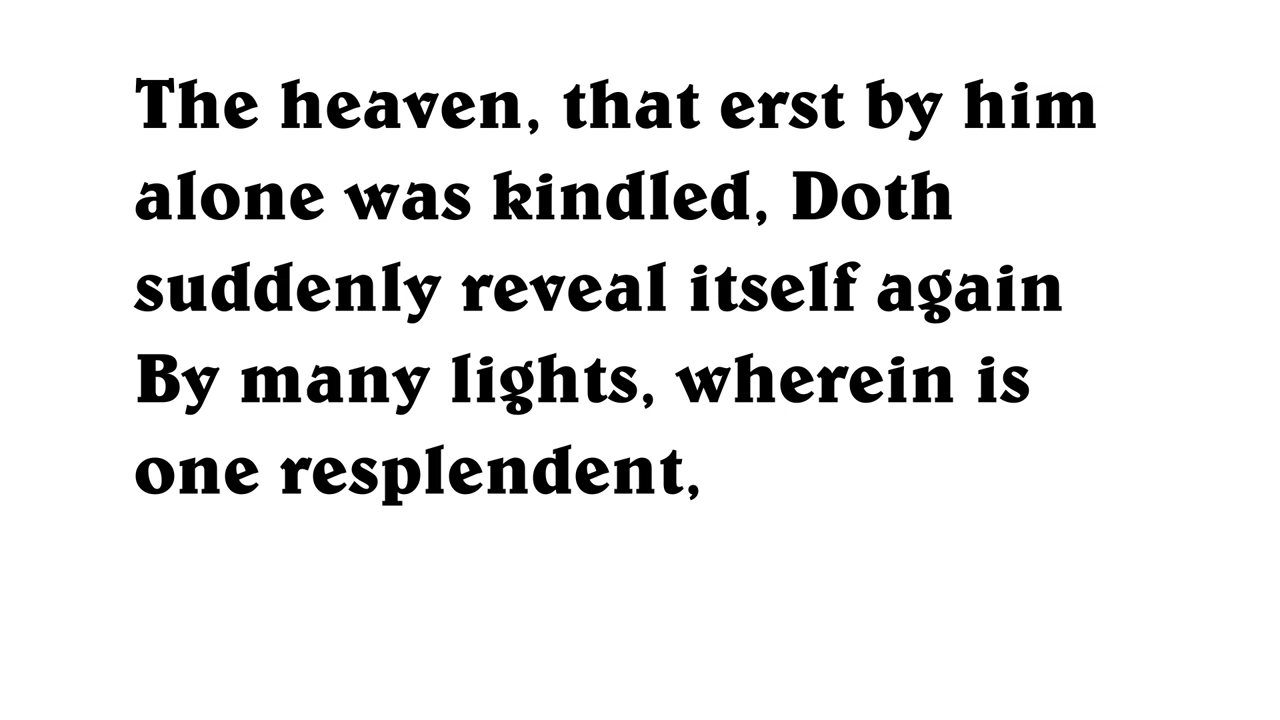 The heaven, that erst by him
alone was kindled, Doth
suddenly reveal itself again
By many lights, wherein is
one resplendent,